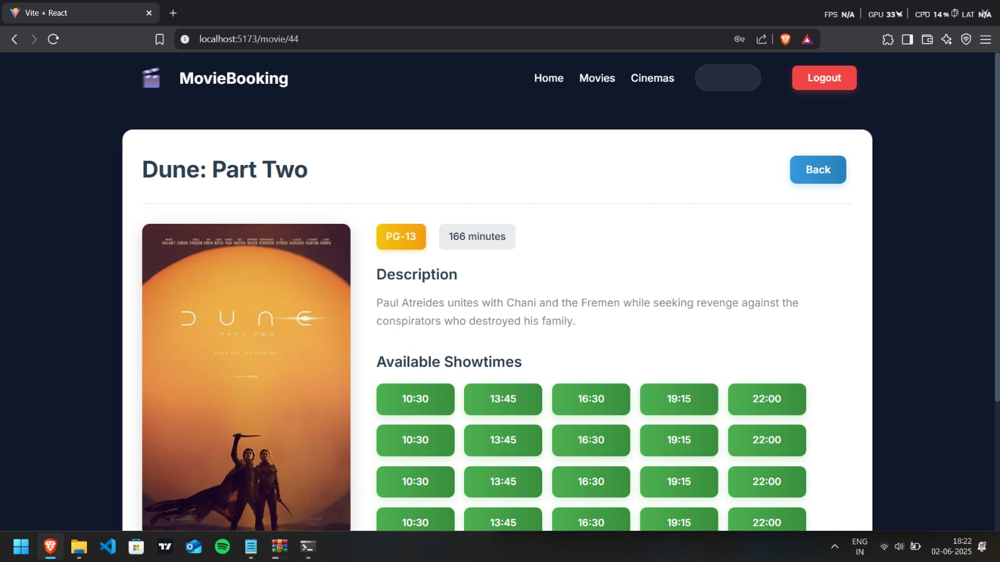 Vite + React
FPS N/A GPU 33% CPU 14% LAT N/A
localhost:5173/movie/44
MovieBooking
Home Movies Cinemas Logout
Dune: Part Two
Back
PG-13 166 minutes
DUNE
PART TWO
LONG LIVE THE FIGHTERS
Description
Paul Atreides unites with Chani and the Fremen while seeking revenge against the
conspirators who destroyed his family.
Available Showtimes
10:30 13:45 16:30 19:15 22:00
10:30 13:45 16:30 19:15 22:00
10:30 13:45 16:30 19:15 22:00
10:30 13:45 16:30 19:15 22:00
ENG
IN
18:22
02-06-2025